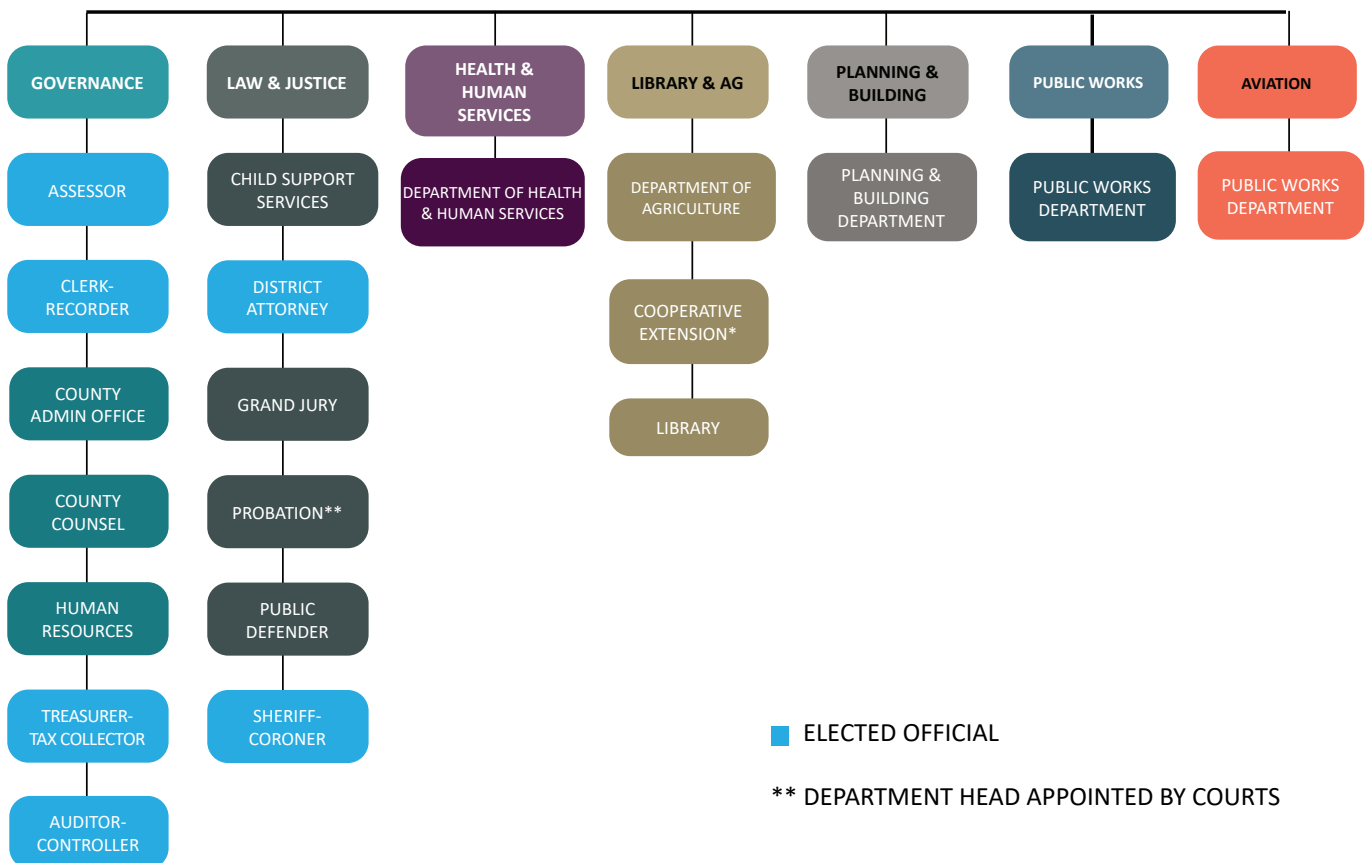 GOVERNANCE
ASSESSOR
CLERK-
RECORDER
COUNTY
ADMIN OFFICE
COUNTY
COUNSEL
HUMAN
RESOURCES
TREASURER-
TAX COLLECTOR
AUDITOR-
CONTROLLER
LAW & JUSTICE
CHILD SUPPORT
SERVICES
DISTRICT
ATTORNEY
GRAND JURY
PROBATION**
PUBLIC
DEFENDER
SHERIFF-
CORONER
HEALTH &
HUMAN
SERVICES
DEPARTMENT OF HEALTH
& HUMAN SERVICES
LIBRARY & AG
DEPARTMENT OF
AGRICULTURE
COOPERATIVE
EXTENSION*
LIBRARY
PLANNING &
BUILDING
PLANNING &
BUILDING
DEPARTMENT
PUBLIC WORKS
PUBLIC WORKS
DEPARTMENT
AVIATION
PUBLIC WORKS
DEPARTMENT
ELECTED OFFICIAL
** DEPARTMENT HEAD APPOINTED BY COURTS